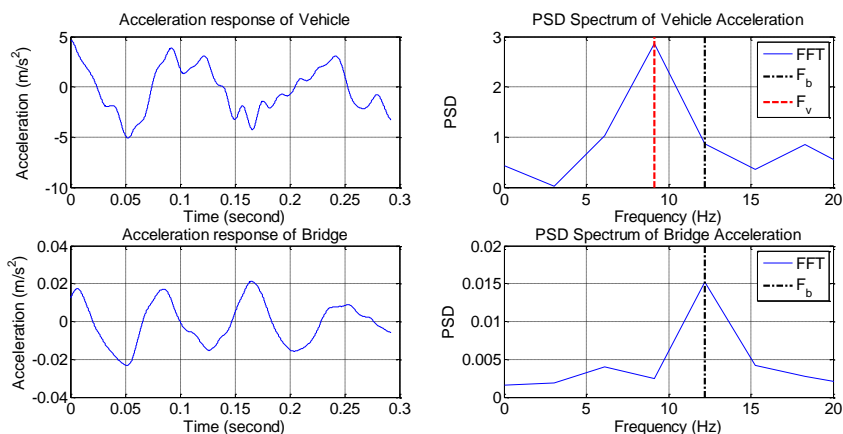 Acceleration response of Vehicle
Acceleration (m/s²)
5
0
-5
-10
0 0.05 0.1 0.15 0.2 0.25 0.3
Time (second)
PSD Spectrum of Vehicle Acceleration
PSD
3
2
1
0
0 5 10 15 20
Frequency (Hz)
FFT
F_b
F_v
Acceleration response of Bridge
Acceleration (m/s²)
0.04
0.02
0
-0.02
-0.04
0 0.05 0.1 0.15 0.2 0.25 0.3
Time (second)
PSD Spectrum of Bridge Acceleration
PSD
0.02
0.015
0.01
0.005
0
0 5 10 15 20
Frequency (Hz)
FFT
F_b